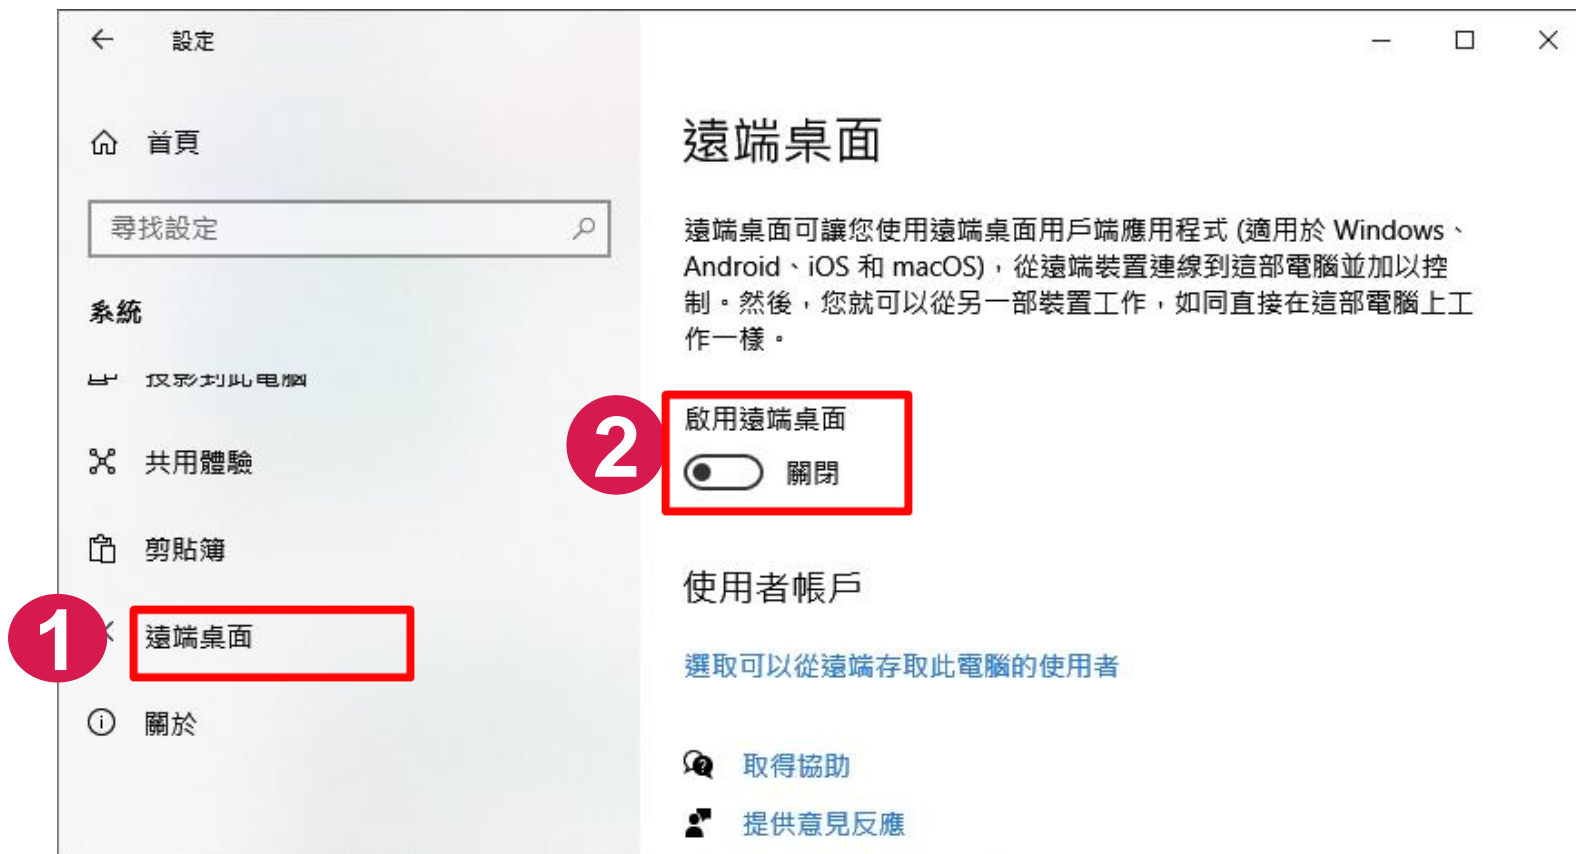 設定
首頁
尋找設定
系統
投影到此電腦
共用體驗
剪貼簿
1
遠端桌面
關於
遠端桌面
遠端桌面可讓您使用遠端桌面用戶端應用程式 (適用於 Windows、
Android、iOS 和 macOS)，從遠端裝置連線到這部電腦並加以控
制。然後，您就可以從另一部裝置工作，如同直接在這部電腦上工
作一樣。
2
啟用遠端桌面
關閉
使用者帳戶
選取可以從遠端存取此電腦的使用者
取得協助
提供意見反應